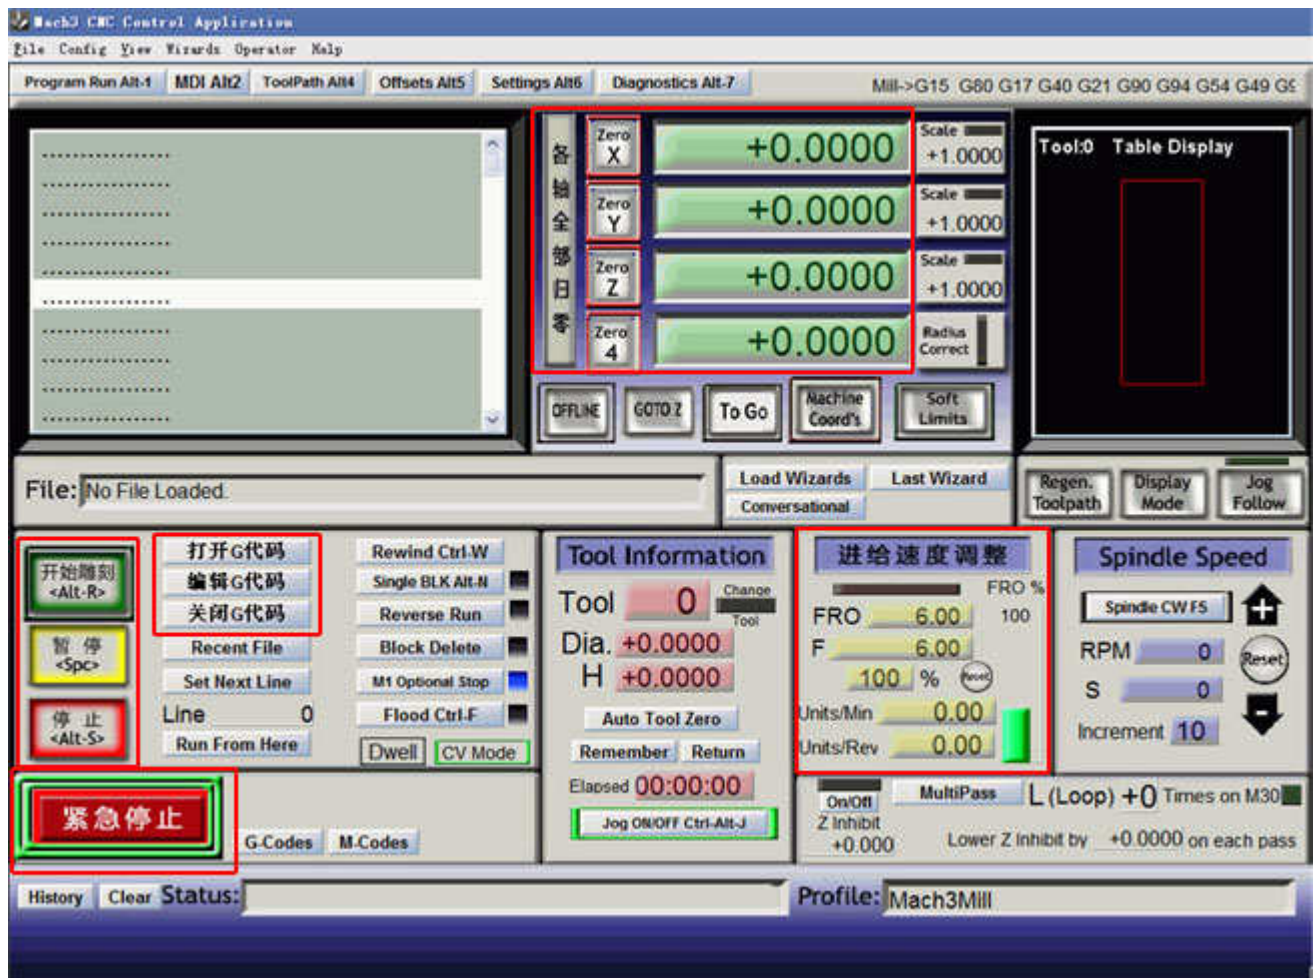 Mach3 CNC Control Application
File Config View Wizards Operator Help
Program Run Alt-1 MDI Alt2 ToolPath Alt4 Offsets Alt5 Settings Alt6 Diagnostics Alt-7 Mill->G15 G80 G17 G40 G21 G90 G94 G54 G49 G9
各轴全部归零
Zero X +0.0000 Scale +1.0000
Zero Y +0.0000 Scale +1.0000
Zero Z +0.0000 Scale +1.0000
Zero 4 +0.0000 Radius Correct
Tool:0 Table Display
OFFLINE GOTO Z To Go Machine Coord's Soft Limits
File: No File Loaded.
Load Wizards Last Wizard
Conversational
Regen. Toolpath Display Mode Jog Follow
开始雕刻
<Alt-R>
暂 停
<Spc>
停 止
<Alt-S>
打开G代码
编辑G代码
关闭G代码
Recent File
Set Next Line
Line 0
Run From Here
Rewind Ctrl-W
Single BLK Alt-N
Reverse Run
Block Delete
M1 Optional Stop
Flood Ctrl-F
Dwell CV Mode
Tool Information
Tool 0 Change Tool
Dia. +0.0000
H +0.0000
Auto Tool Zero
Remember Return
Elapsed 00:00:00
Jog ON/OFF Ctrl-Alt-J
进给速度调整
FRO %
FRO 6.00 100
F 6.00
100 % Reset
Units/Min 0.00
Units/Rev 0.00
Spindle Speed
Spindle CW F5
RPM 0 Reset
S 0
Increment 10
紧急停止
G-Codes M-Codes
On/Off MultiPass L (Loop) +0 Times on M30
Z Inhibit
+0.000 Lower Z Inhibit by +0.0000 on each pass
History Clear Status: Profile: Mach3Mill